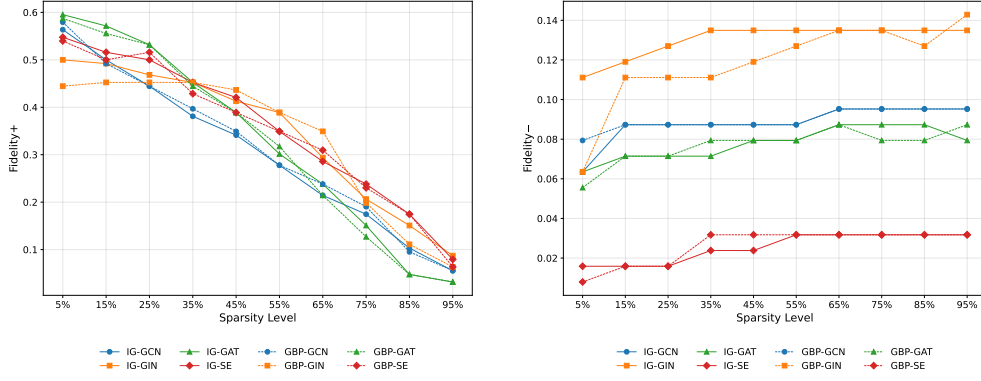 0.6
0.5
0.4
0.3
0.2
0.1
Fidelity+
5% 15% 25% 35% 45% 55% 65% 75% 85% 95%
Sparsity Level
IG-GCN IG-GAT GBP-GCN GBP-GAT
IG-GIN IG-SE GBP-GIN GBP-SE
0.14
0.12
0.10
0.08
0.06
0.04
0.02
Fidelity−
5% 15% 25% 35% 45% 55% 65% 75% 85% 95%
Sparsity Level
IG-GCN IG-GAT GBP-GCN GBP-GAT
IG-GIN IG-SE GBP-GIN GBP-SE